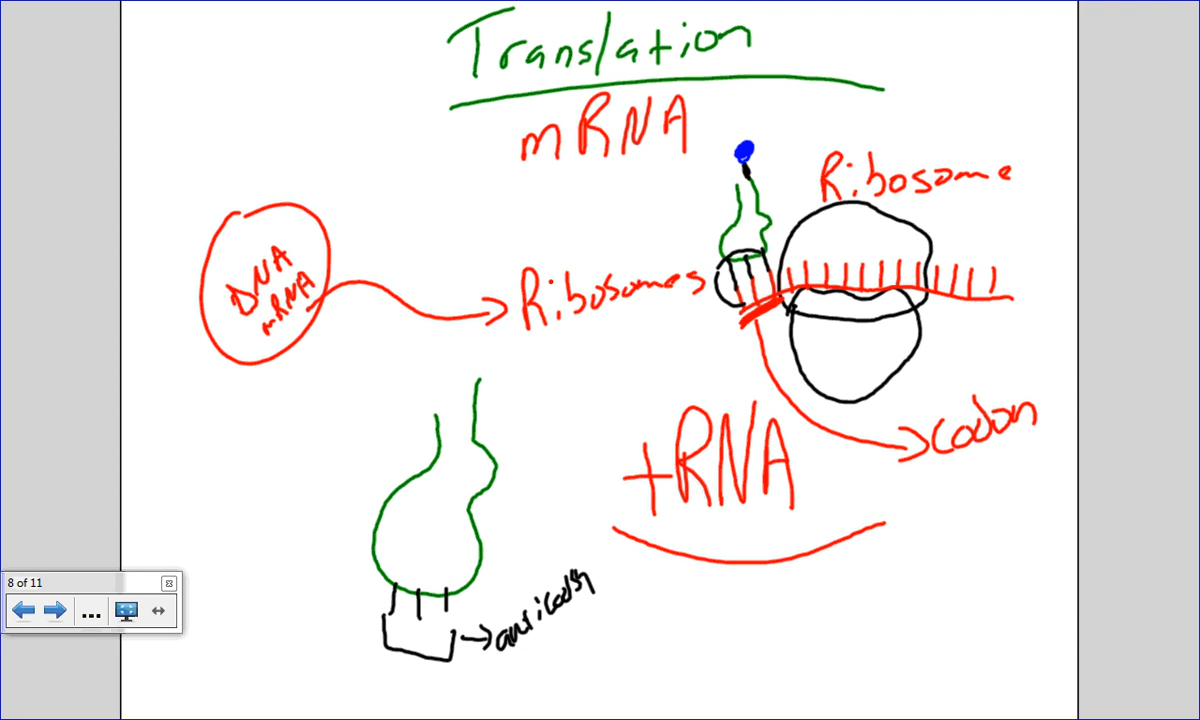 Translation
mRNA
Ribosome
DNA
mRNA
Ribosomes
codon
tRNA
anticodon
8 of 11
...